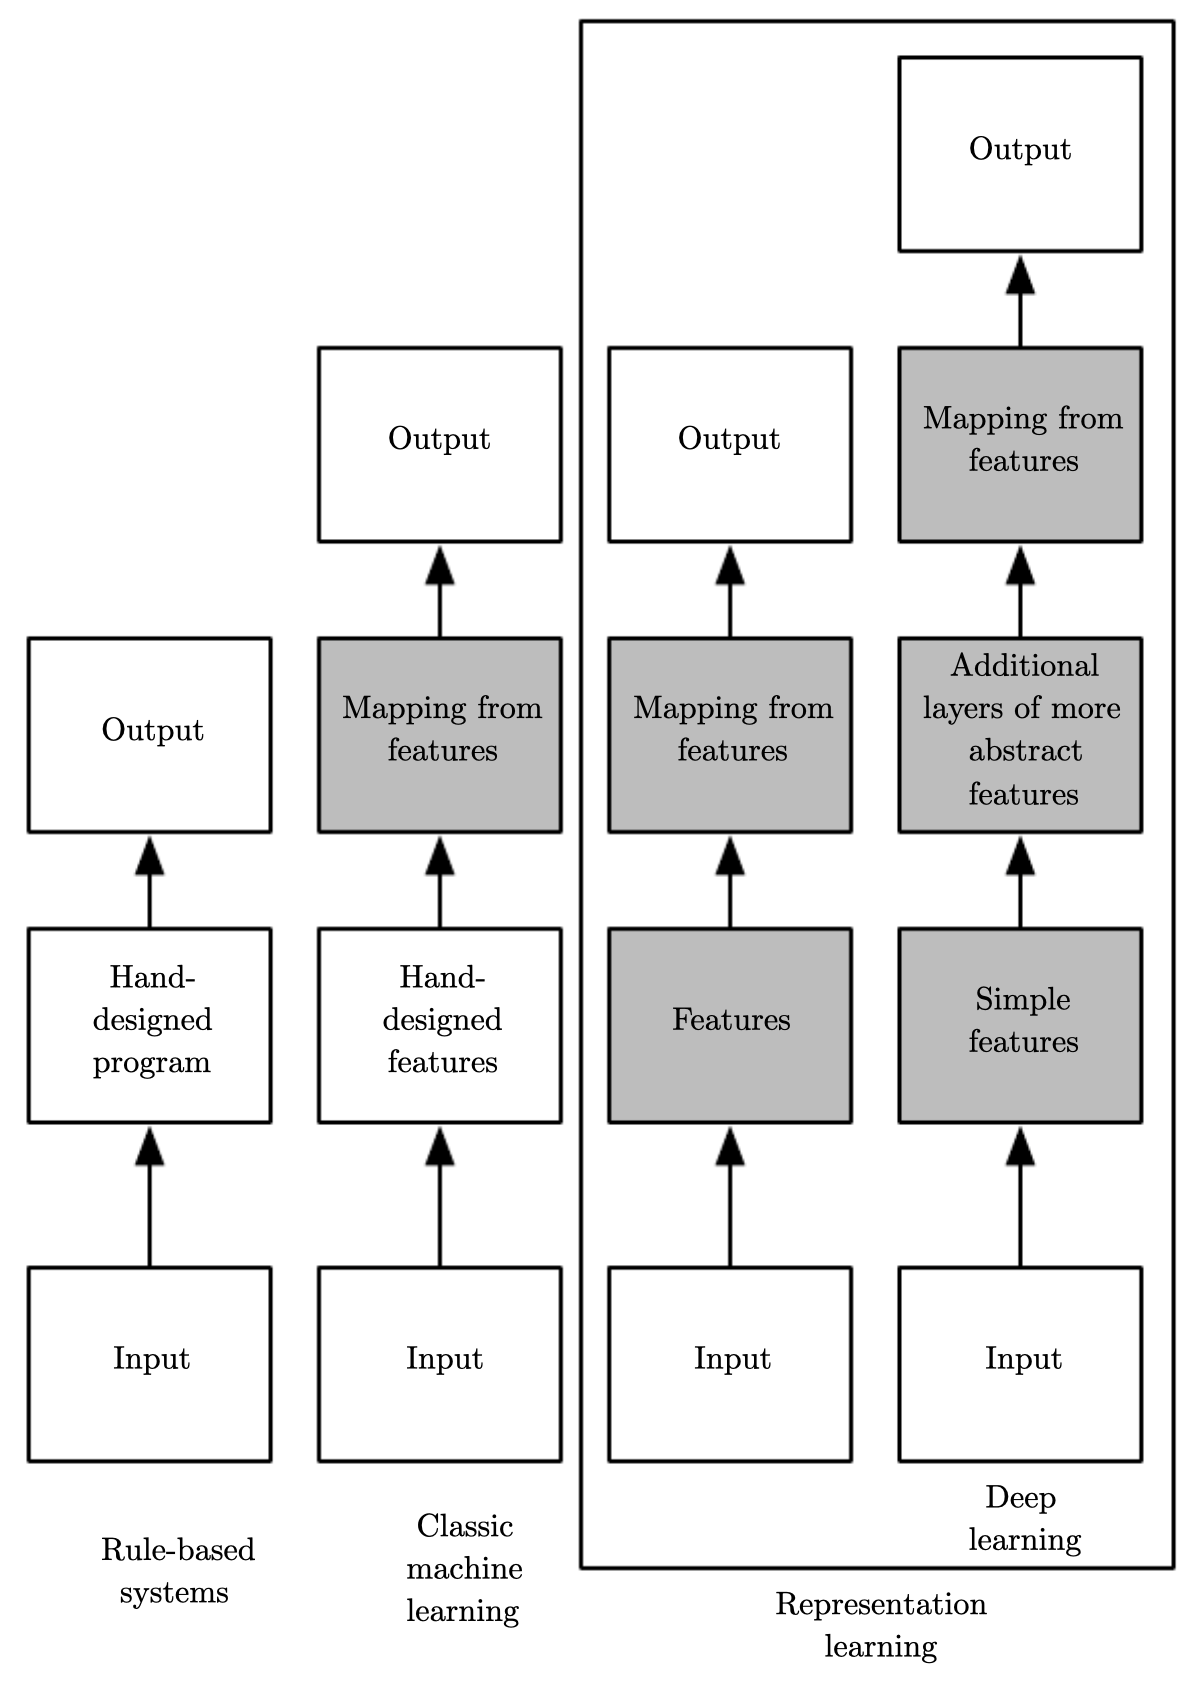 Output
Output
Output
Mapping from
features
Output
Mapping from
features
Mapping from
features
Additional
layers of more
abstract
features
Hand-
designed
program
Hand-
designed
features
Features
Simple
features
Input
Input
Input
Input
Rule-based
systems
Classic
machine
learning
Deep
learning
Representation
learning